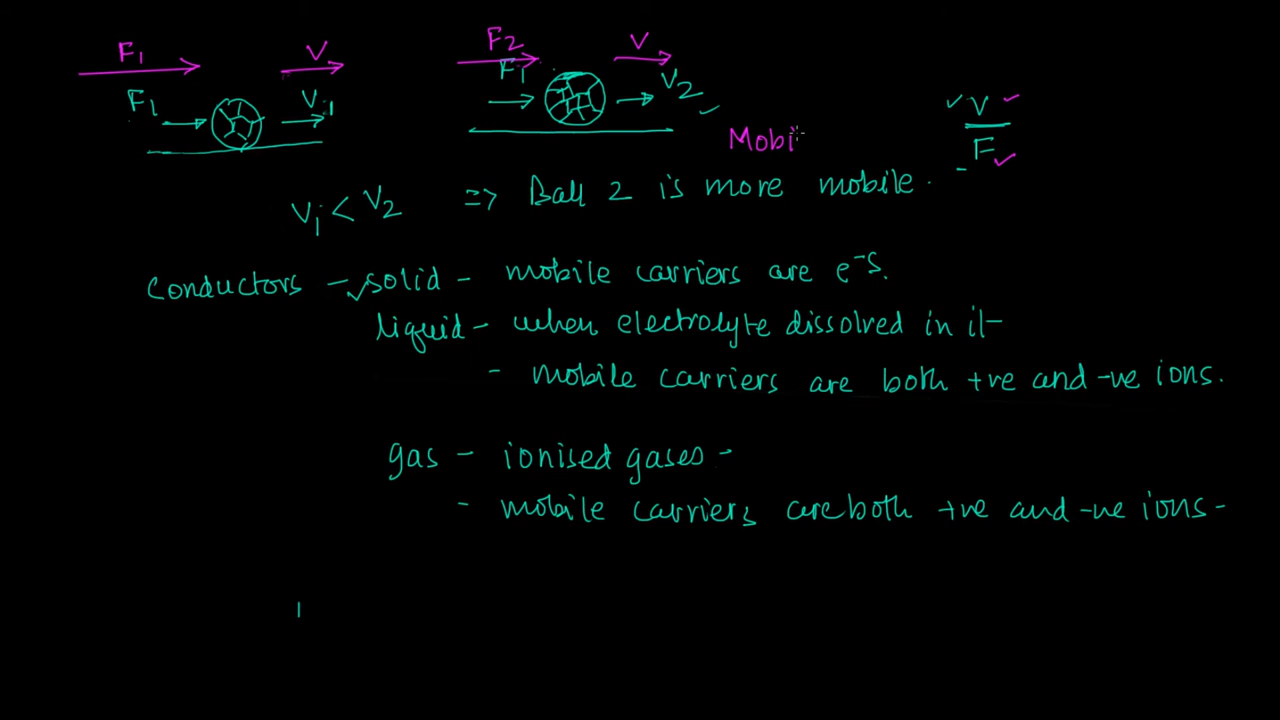 F1 V F2 V
F1 V1 F1 V2 V
F
Mobi
V1 < V2 => Ball 2 is more mobile.
conductors - solid - mobile carriers are e-s.
liquid - when electrolyte dissolved in it -
- mobile carriers are both +ve and -ve ions.
gas - ionised gases -
- mobile carriers are both +ve and -ve ions -